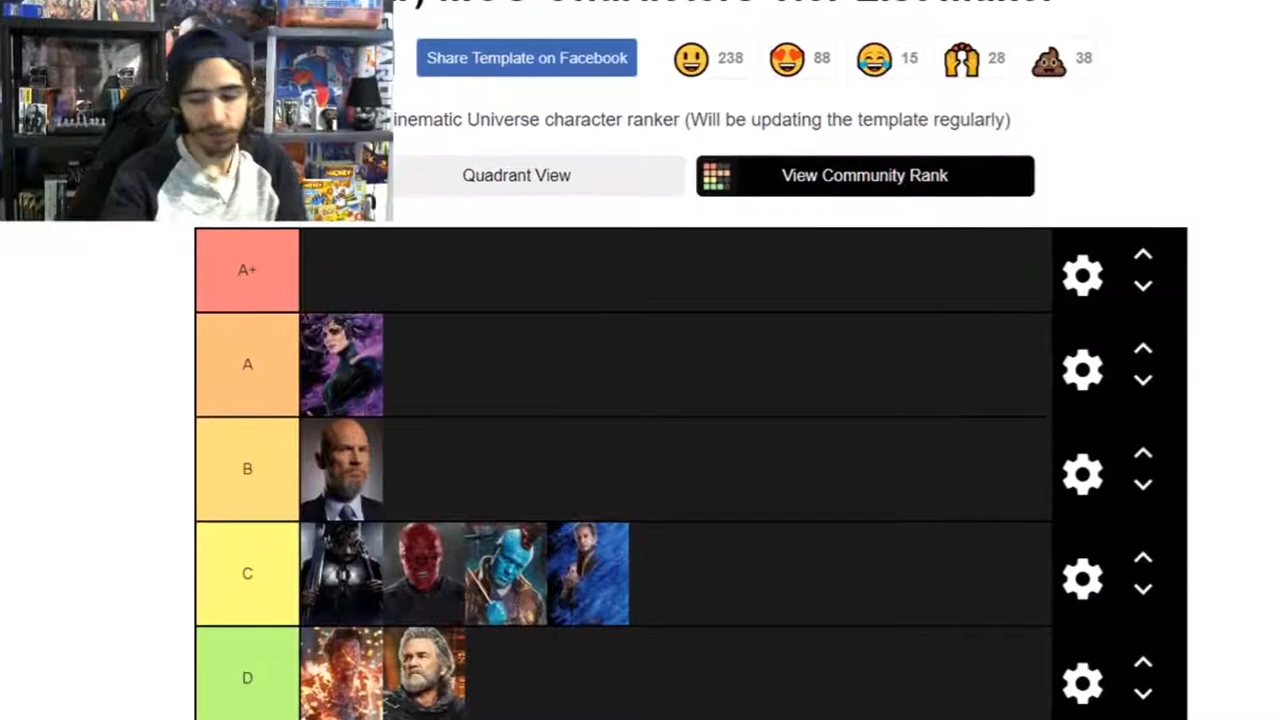 Share Template on Facebook
238
88
15
28
38
inematic Universe character ranker (Will be updating the template regularly)
Quadrant View
View Community Rank
A+
A
B
C
D